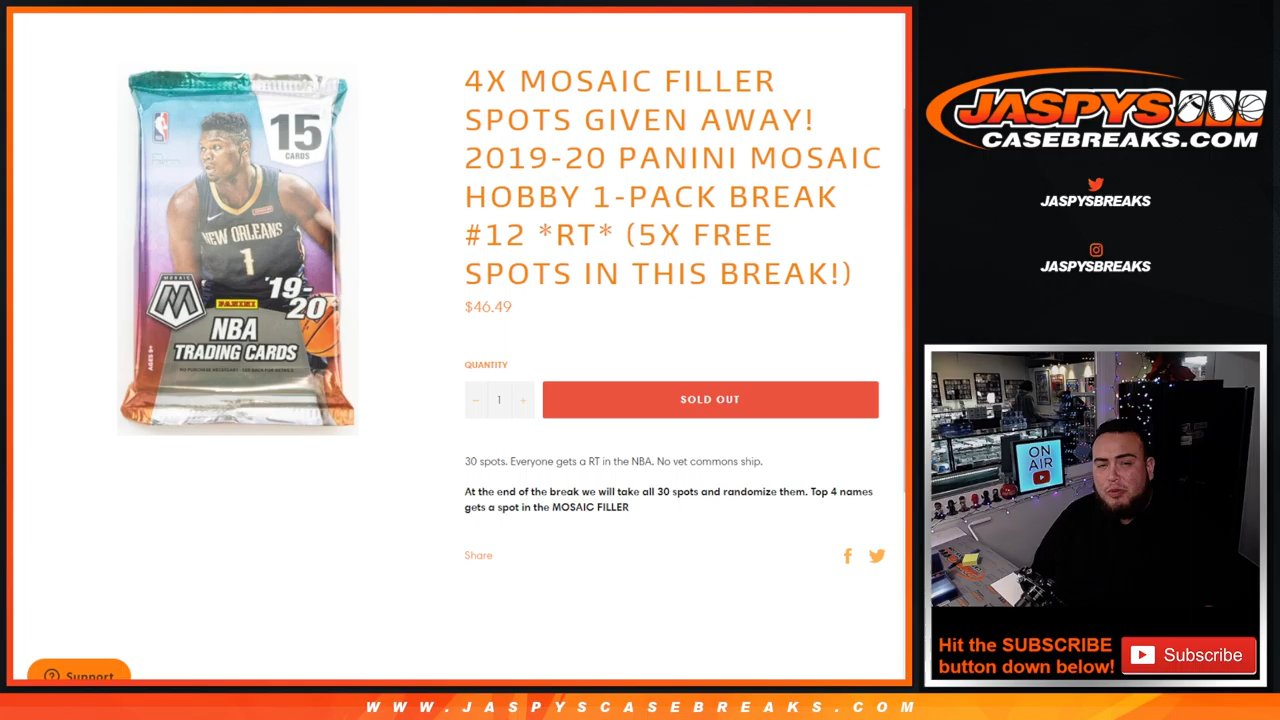 4X MOSAIC FILLER
SPOTS GIVEN AWAY!
2019-20 PANINI MOSAIC
HOBBY 1-PACK BREAK
#12 *RT* (5X FREE
SPOTS IN THIS BREAK!)
$46.49
QUANTITY
− 1 +
SOLD OUT
30 spots. Everyone gets a RT in the NBA. No vet commons ship.
At the end of the break we will take all 30 spots and randomize them. Top 4 names
gets a spot in the MOSAIC FILLER
Share
Support
15
CARDS
NEW ORLEANS
1
MOSAIC
PANINI
'19-
20
NBA
TRADING CARDS
AGES 9+
JASPYS
CASEBREAKS.COM
JASPYSBREAKS
JASPYSBREAKS
ON
AIR
Hit the SUBSCRIBE
button down below!
Subscribe
WWW.JASPYSCASEBREAKS.COM